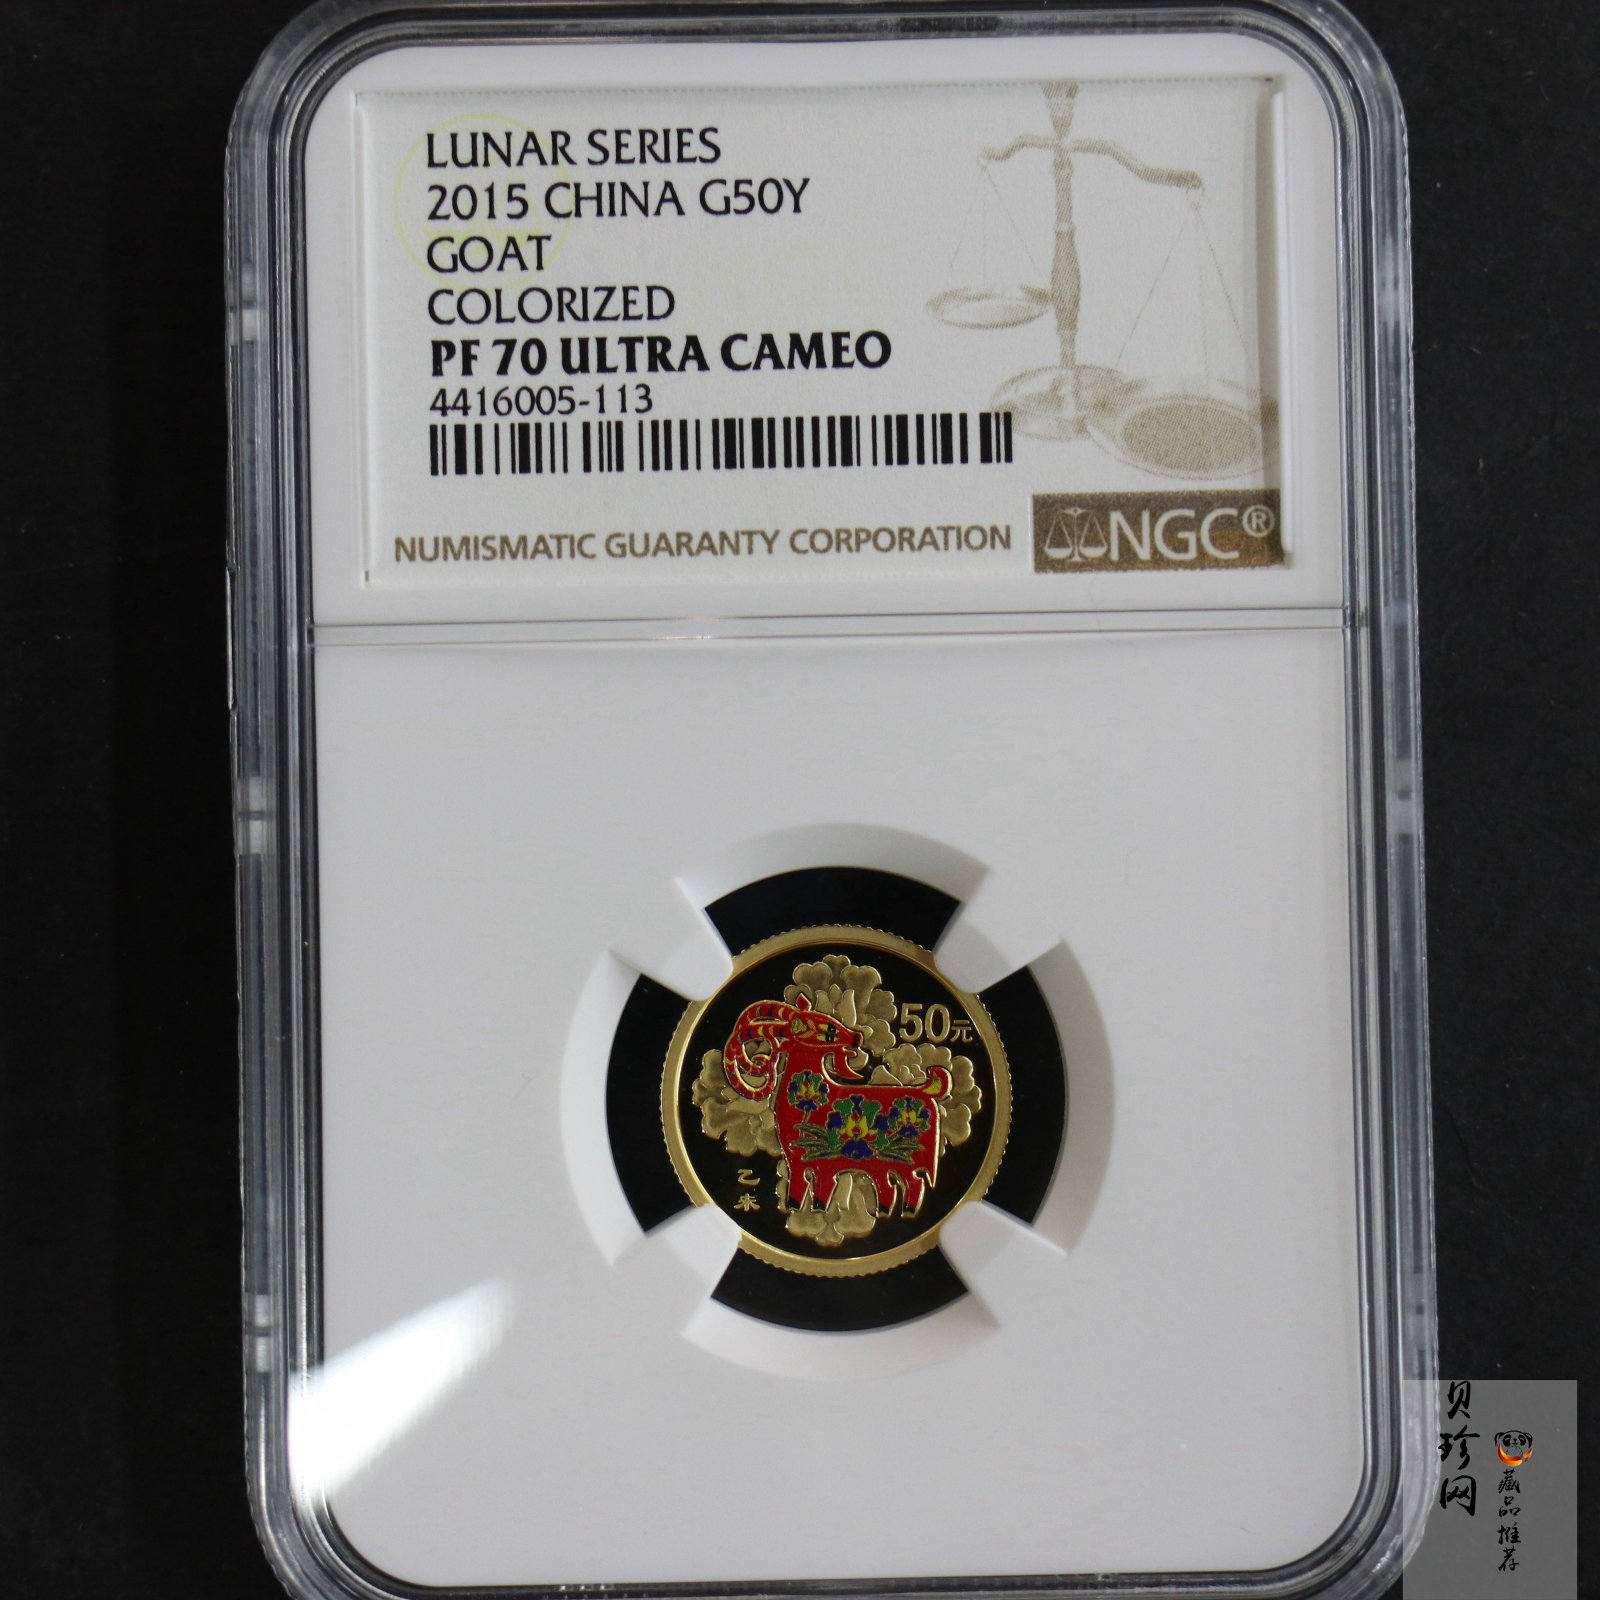 LUNAR SERIES
2015 CHINA G50Y
GOAT
COLORIZED
PF 70 ULTRA CAMEO
4416005-113
NUMISMATIC GUARANTY CORPORATION
NGC®
50元
乙未
贝珍网
藏品推荐